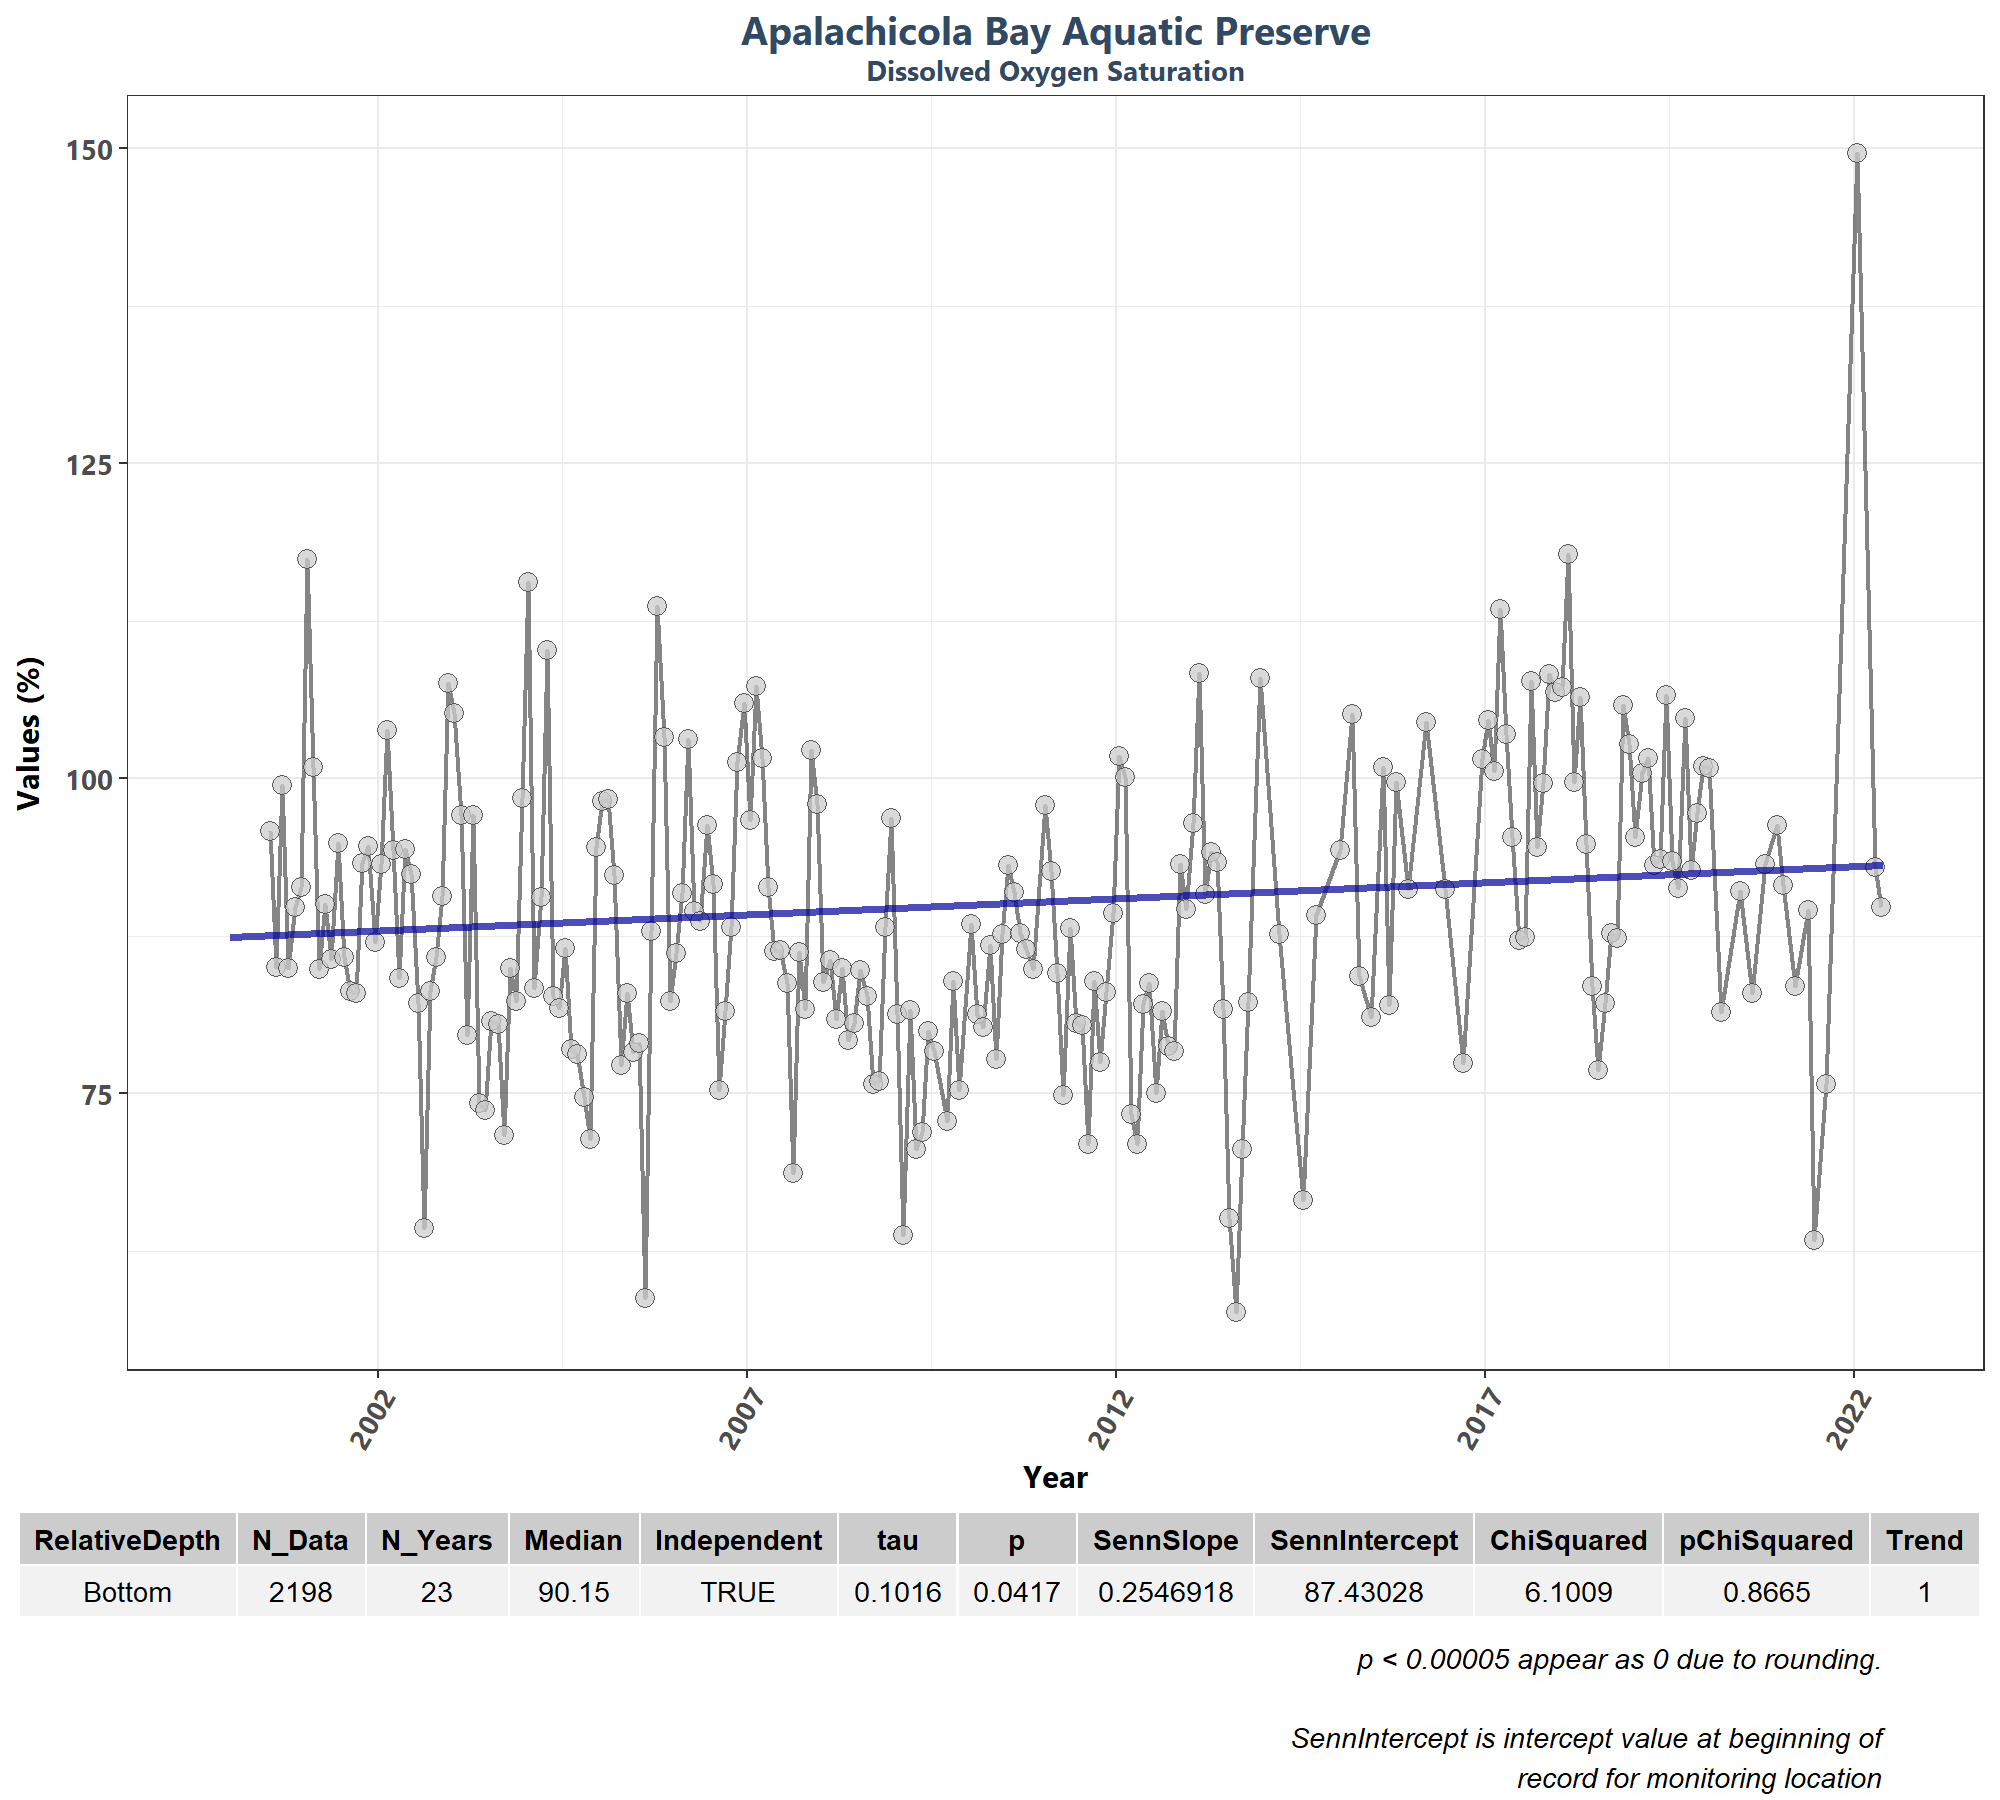 Apalachicola Bay Aquatic Preserve
Dissolved Oxygen Saturation
150
125
100
75
Values (%)
2002 2007 2012 2017 2022
Year
RelativeDepth N_Data N_Years Median Independent tau p SennSlope SennIntercept ChiSquared pChiSquared Trend
Bottom 2198 23 90.15 TRUE 0.1016 0.0417 0.2546918 87.43028 6.1009 0.8665 1
p < 0.00005 appear as 0 due to rounding.
SennIntercept is intercept value at beginning of
record for monitoring location